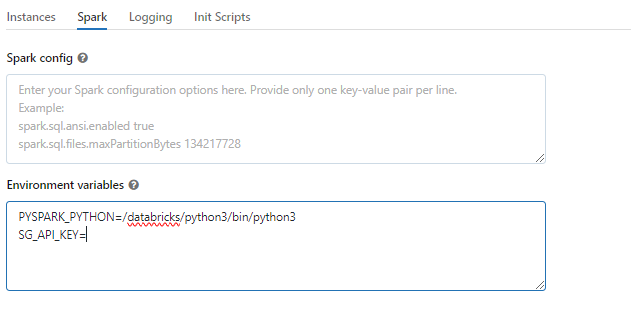 Instances Spark Logging Init Scripts
Spark config ?
Enter your Spark configuration options here. Provide only one key-value pair per line.
Example:
spark.sql.ansi.enabled true
spark.sql.files.maxPartitionBytes 134217728
Environment variables ?
PYSPARK_PYTHON=/databricks/python3/bin/python3
SG_API_KEY=